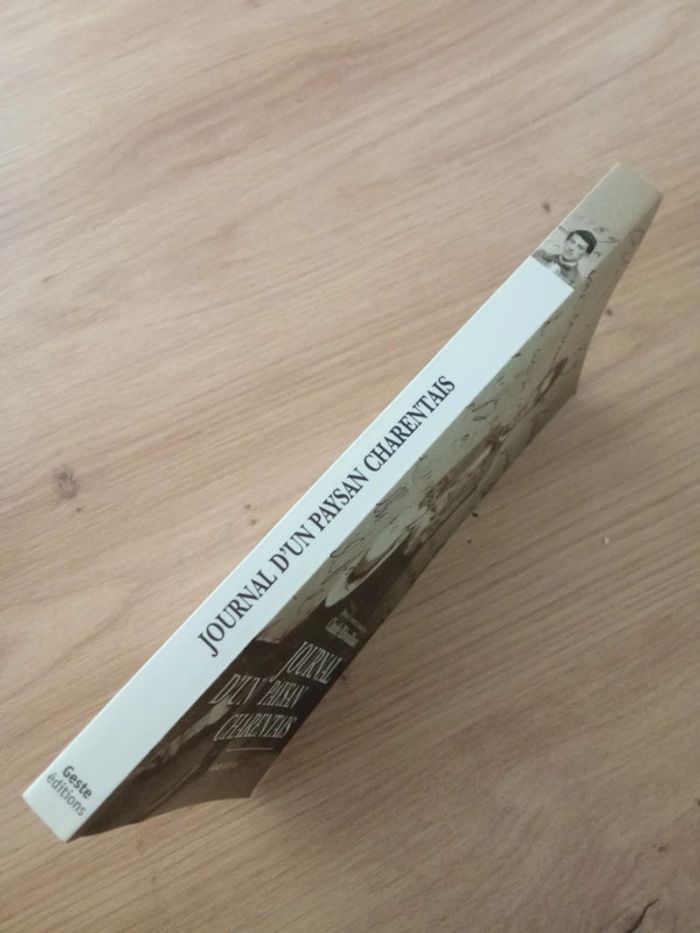 JOURNAL D'UN PAYSAN CHARENTAIS
Geste
éditions
JOURNAL
D'UN PAYSAN
CHARENTAIS